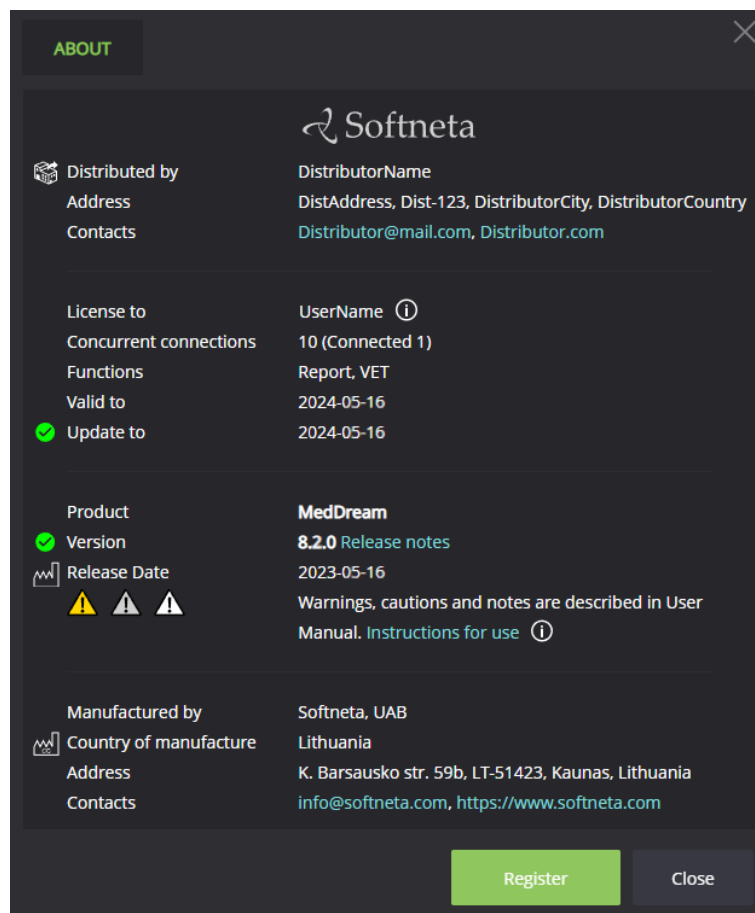 ABOUT
Softneta
Distributed by DistributorName
Address DistAddress, Dist-123, DistributorCity, DistributorCountry
Contacts Distributor@mail.com, Distributor.com
License to UserName
Concurrent connections 10 (Connected 1)
Functions Report, VET
Valid to 2024-05-16
Update to 2024-05-16
Product MedDream
Version 8.2.0 Release notes
Release Date 2023-05-16
Warnings, cautions and notes are described in User
Manual. Instructions for use
Manufactured by Softneta, UAB
Country of manufacture Lithuania
Address K. Barsausko str. 59b, LT-51423, Kaunas, Lithuania
Contacts info@softneta.com, https://www.softneta.com
Register Close